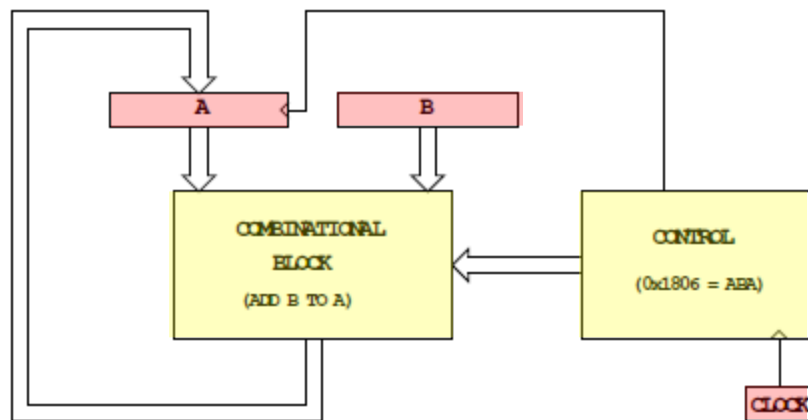 A
B
COMBINATIONAL
BLOCK
(ADD B TO A)
CONTROL
(0x1806 = ABA)
CLOCK